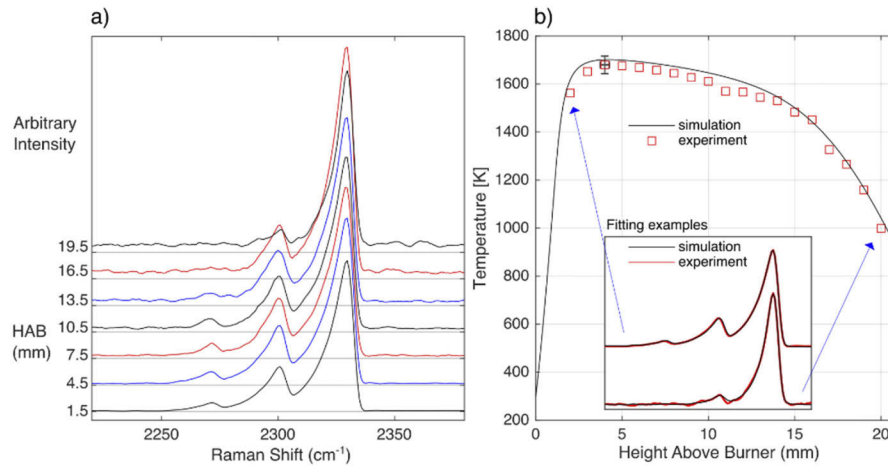 a)
Arbitrary
Intensity
19.5
16.5
13.5
10.5
HAB
(mm)
7.5
4.5
1.5
2250
2300
2350
Raman Shift (cm⁻¹)
b)
1800
1600
1400
1200
1000
800
600
400
200
Temperature [K]
simulation
experiment
Fitting examples
simulation
experiment
0
5
10
15
20
Height Above Burner (mm)